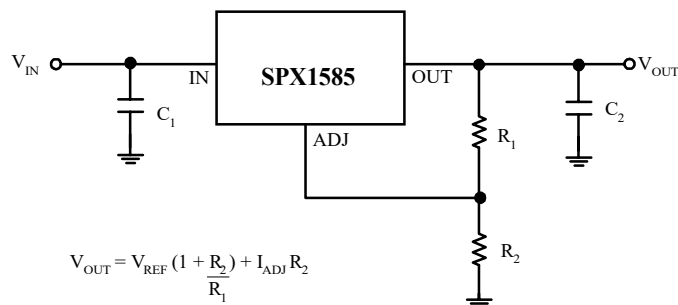 V_IN
IN
SPX1585
OUT
V_OUT
C_1
ADJ
R_1
C_2
R_2
V_OUT = V_REF (1 + R_2/R_1) + I_ADJ R_2